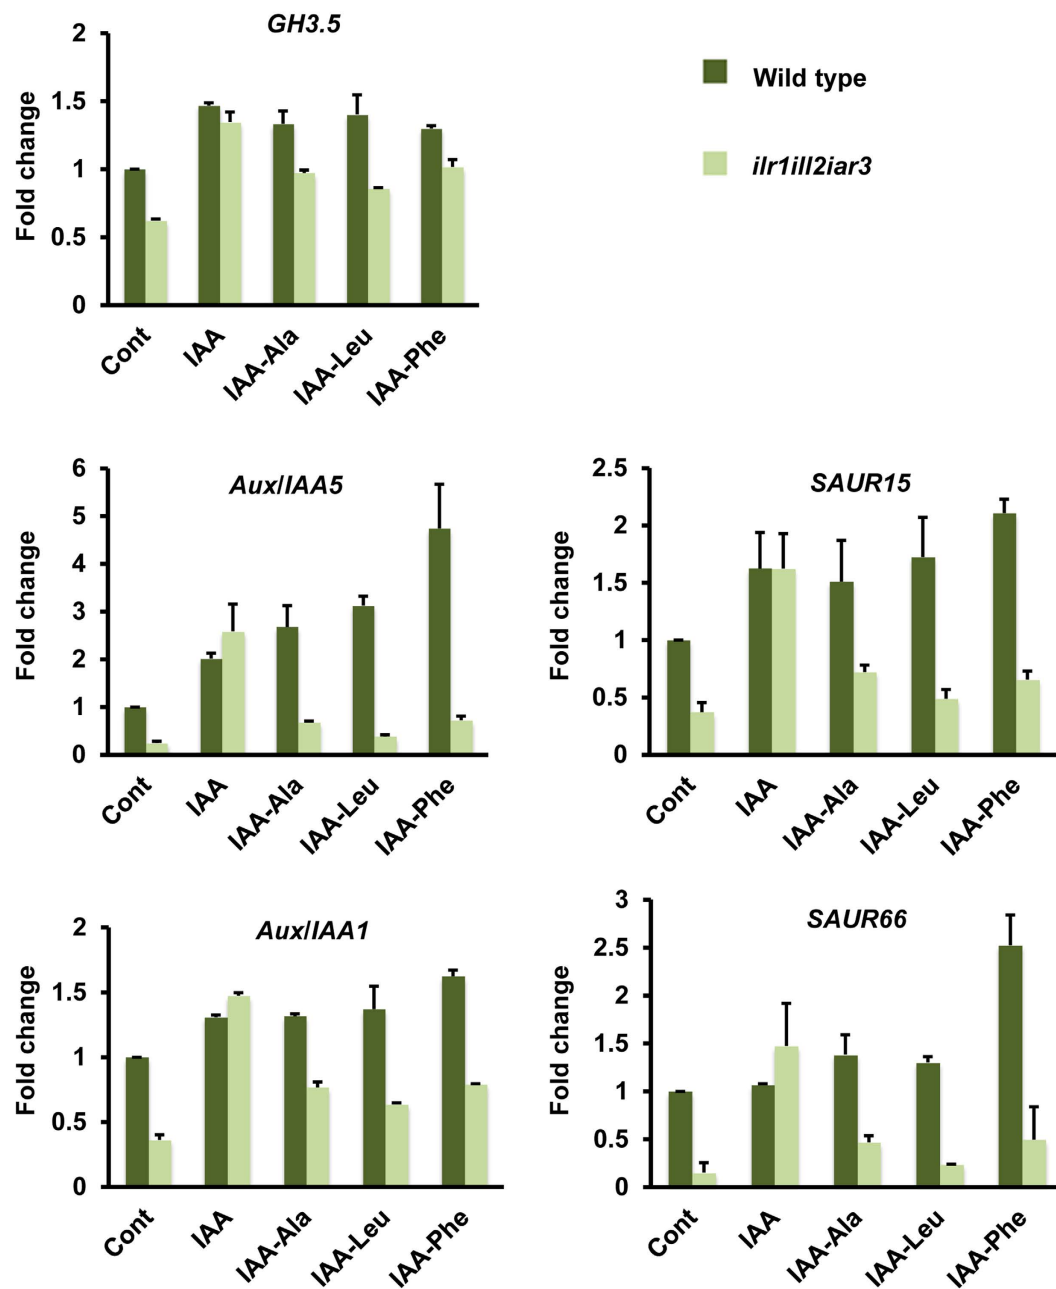 GH3.5
Fold change
2
1.5
1
0.5
0
Cont
IAA
IAA-Ala
IAA-Leu
IAA-Phe
Wild type
ilr1ill2iar3
Aux/IAA5
Fold change
6
5
4
3
2
1
0
Cont
IAA
IAA-Ala
IAA-Leu
IAA-Phe
SAUR15
Fold change
2.5
2
1.5
1
0.5
0
Cont
IAA
IAA-Ala
IAA-Leu
IAA-Phe
Aux/IAA1
Fold change
2
1.5
1
0.5
0
Cont
IAA
IAA-Ala
IAA-Leu
IAA-Phe
SAUR66
Fold change
3
2.5
2
1.5
1
0.5
0
Cont
IAA
IAA-Ala
IAA-Leu
IAA-Phe